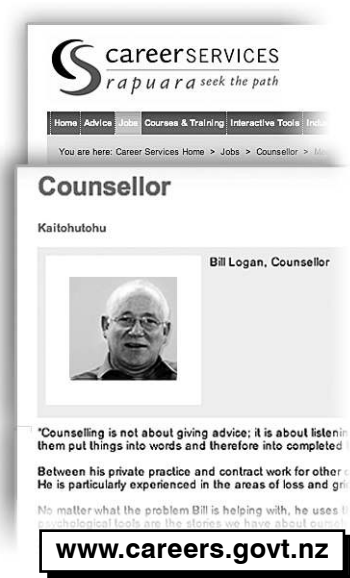 careerSERVICES
rapuara seek the path
Home Advice Jobs Courses & Training Interactive Tools
You are here: Career Services Home > Jobs > Counsellor >
Counsellor
Kaitohutohu
Bill Logan, Counsellor
"Counselling is not about giving advice; it is about
them put things into words and therefore into completed
Between his private practice and contract work for other
He is particularly experienced in the areas of loss and
No matter what the problem Bill is helping with, he uses
psychological tools are the stories we have about
www.careers.govt.nz